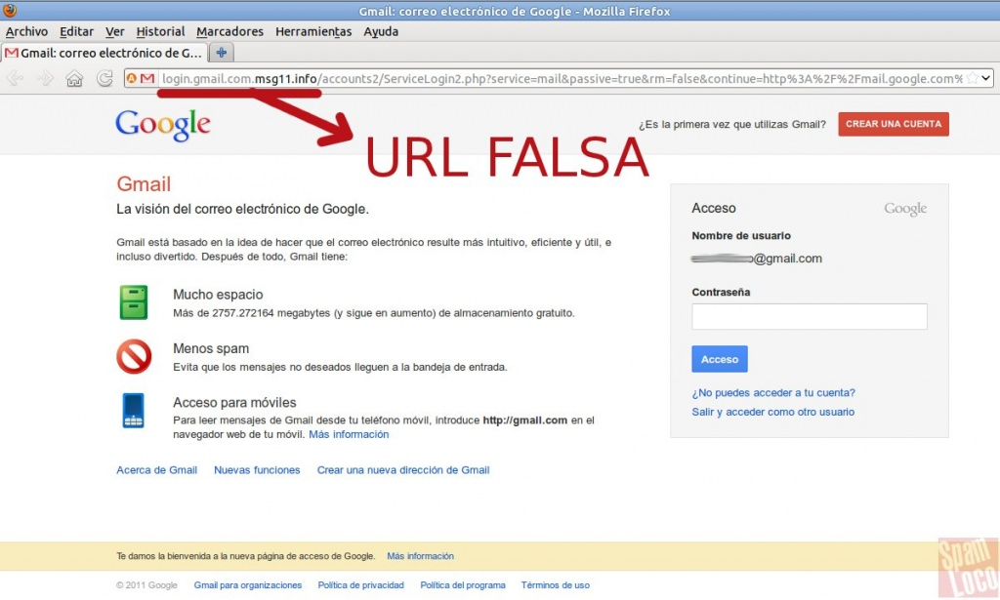 Gmail: correo electrónico de Google - Mozilla Firefox
Archivo Editar Ver Historial Marcadores Herramientas Ayuda
Gmail: correo electrónico de G...
login.gmail.com.msg11.info/accounts2/ServiceLogin2.php?service=mail&passive=true&rm=false&continue=http%3A%2F%2Fmail.google.com%
Google
¿Es la primera vez que utilizas Gmail? CREAR UNA CUENTA
URL FALSA
Gmail
La visión del correo electrónico de Google.
Gmail está basado en la idea de hacer que el correo electrónico resulte más intuitivo, eficiente y útil, e
incluso divertido. Después de todo, Gmail tiene:
Mucho espacio
Más de 2757.272164 megabytes (y sigue en aumento) de almacenamiento gratuito.
Menos spam
Evita que los mensajes no deseados lleguen a la bandeja de entrada.
Acceso para móviles
Para leer mensajes de Gmail desde tu teléfono móvil, introduce http://gmail.com en el
navegador web de tu móvil. Más información
Acerca de Gmail Nuevas funciones Crear una nueva dirección de Gmail
Acceso Google
Nombre de usuario
@gmail.com
Contraseña
Acceso
¿No puedes acceder a tu cuenta?
Salir y acceder como otro usuario
Te damos la bienvenida a la nueva página de acceso de Google. Más información
© 2011 Google Gmail para organizaciones Política de privacidad Política del programa Términos de uso
Spam
Loco